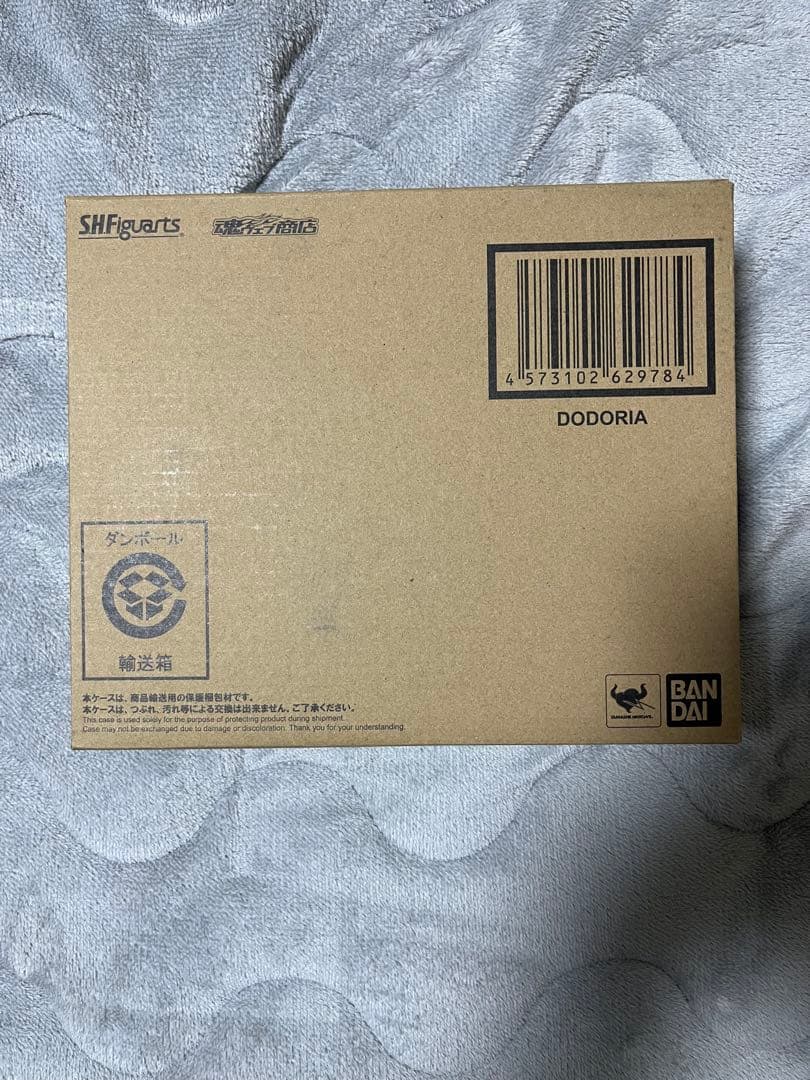 S.H.Figuarts
魂ウェブ商店
4 573102 629784
DODORIA
ダンボール
輸送箱
本ケースは、商品輸送用の保護梱包材です。
本ケースは、つぶれ、汚れ等による交換は出来ません。ご了承ください。
This case is used solely for the purpose of protecting product during shipment.
Case may not be exchanged due to damage or discoloration. Thank you for your understanding.
BAN
DAI